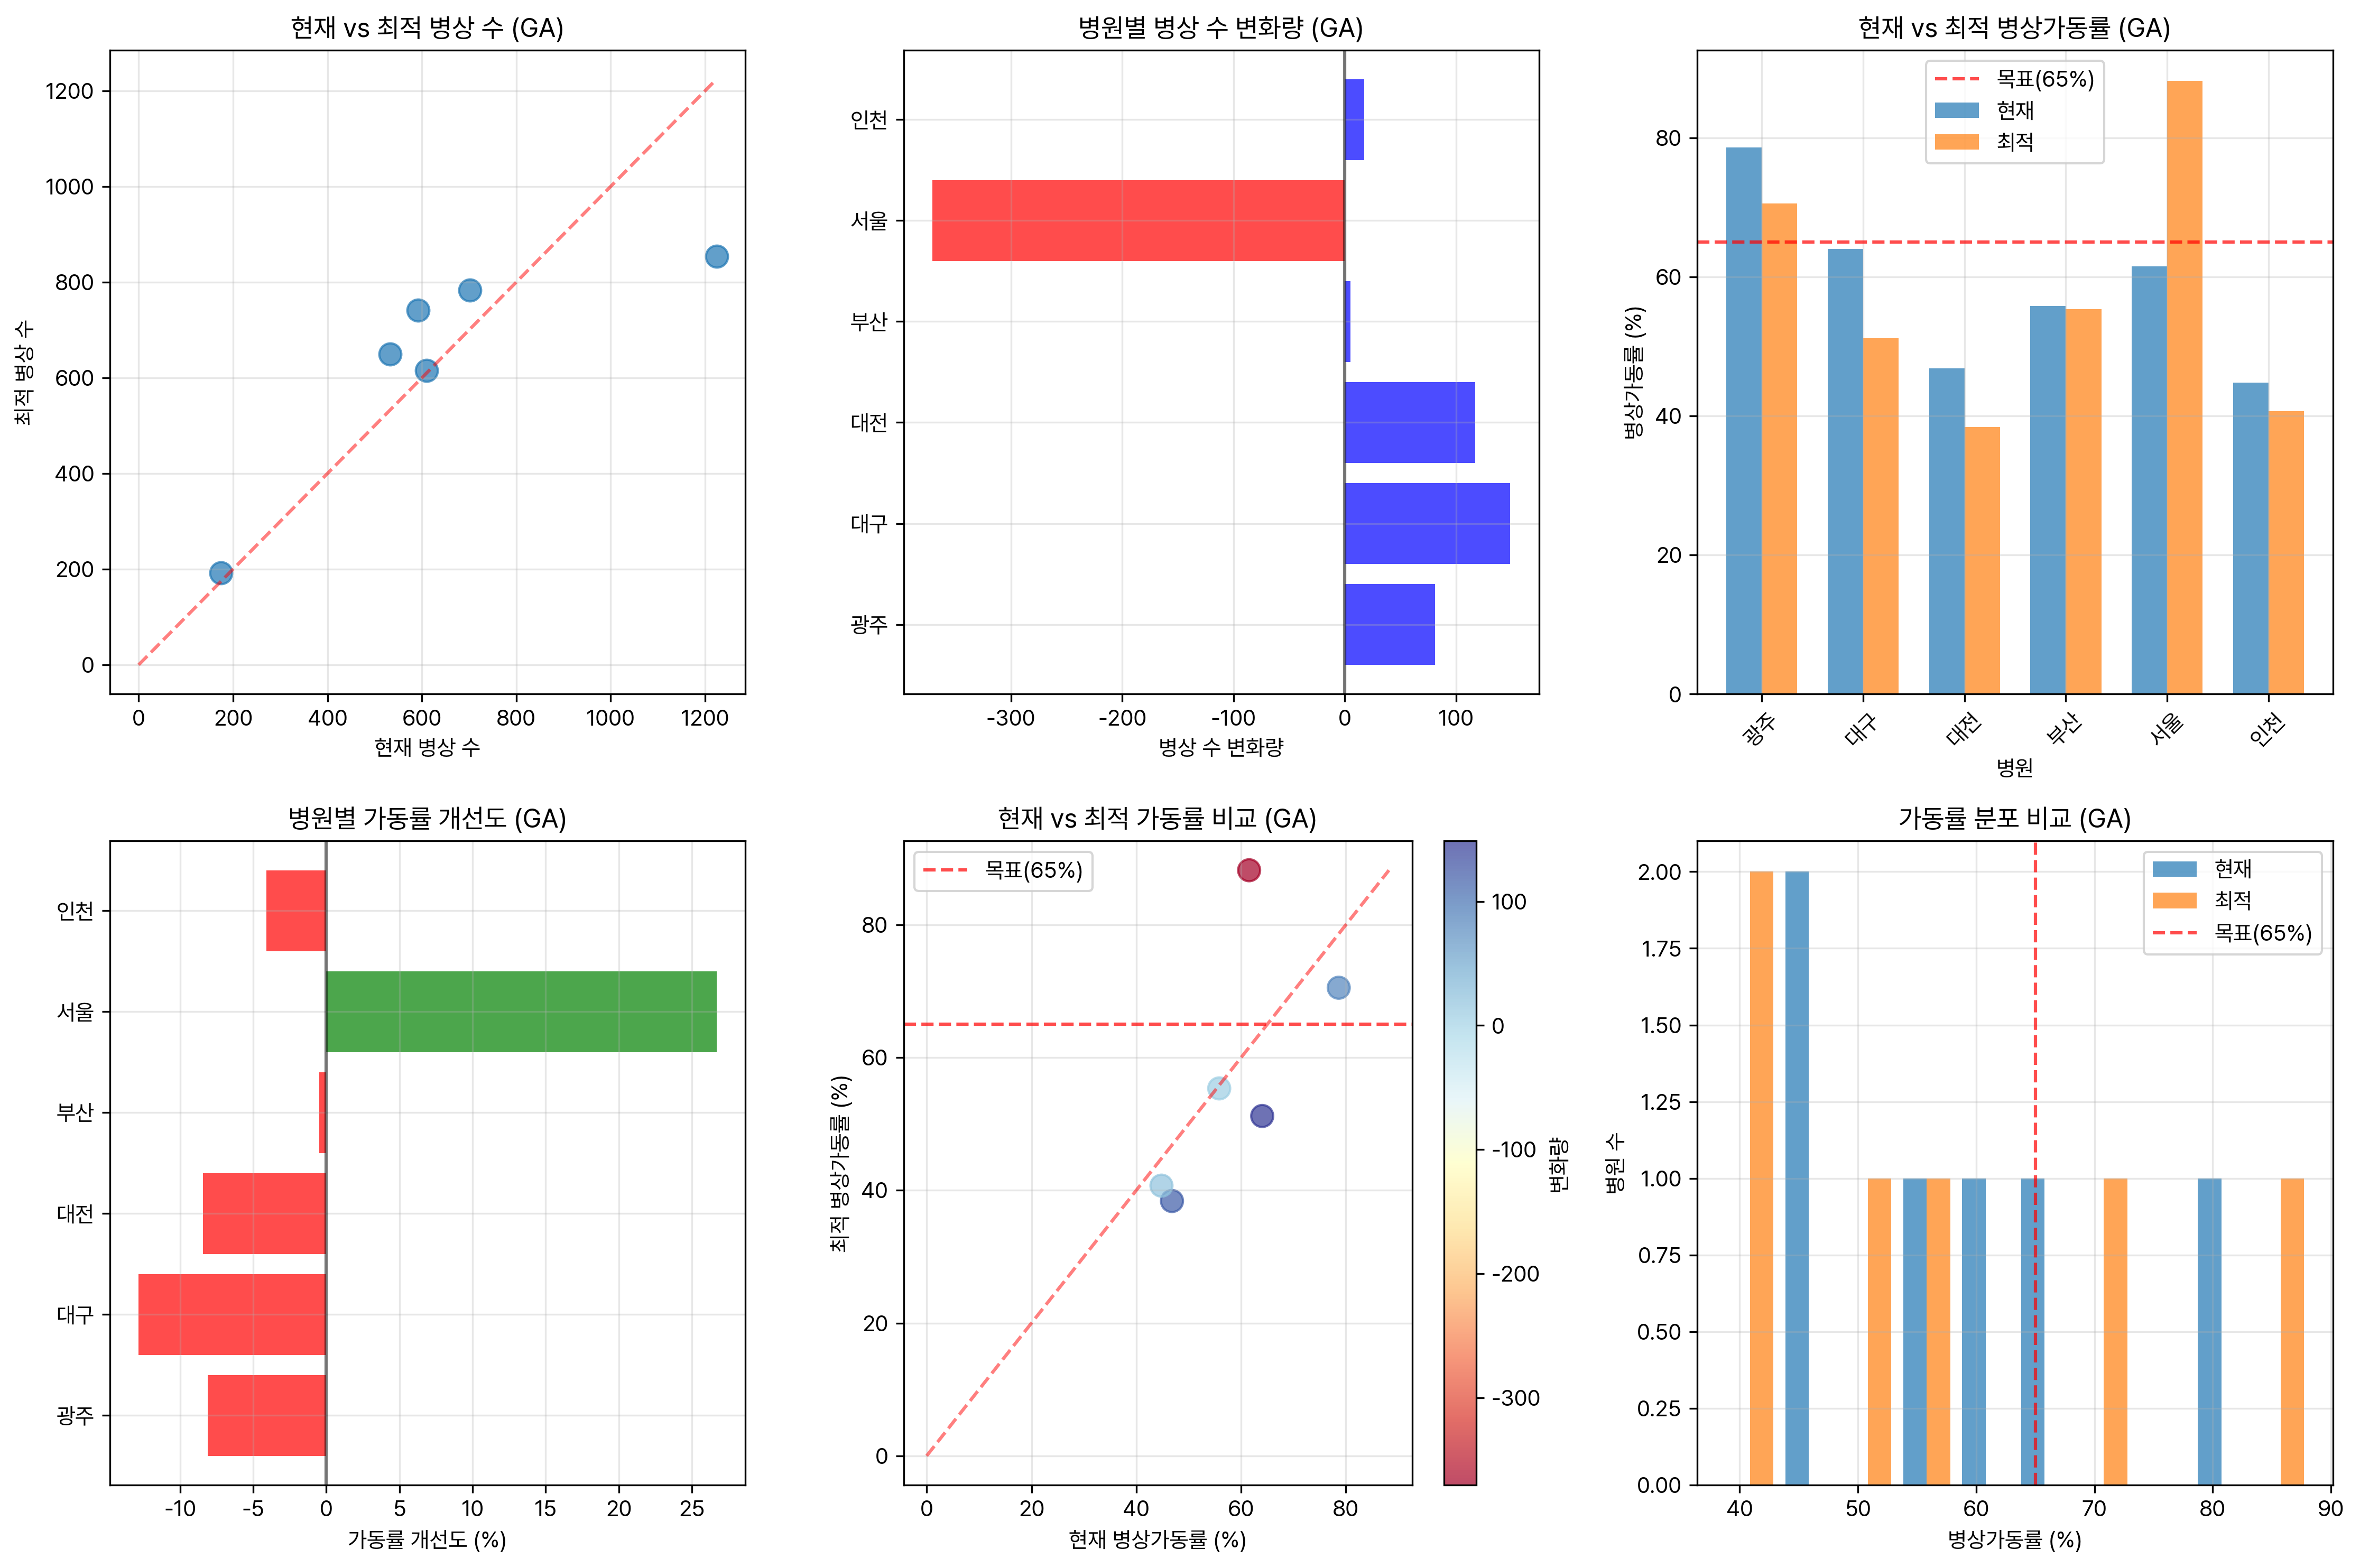 현재 vs 최적 병상 수 (GA)
1200
1000
800
600
400
200
0
최적 병상 수
0 200 400 600 800 1000 1200
현재 병상 수
병원별 병상 수 변화량 (GA)
인천
서울
부산
대전
대구
광주
-300 -200 -100 0 100
병상 수 변화량
현재 vs 최적 병상가동률 (GA)
목표(65%)
현재
최적
80
60
40
20
0
병상가동률 (%)
광주 대구 대전 부산 서울 인천
병원
병원별 가동률 개선도 (GA)
인천
서울
부산
대전
대구
광주
-10 -5 0 5 10 15 20 25
가동률 개선도 (%)
현재 vs 최적 가동률 비교 (GA)
목표(65%)
80
60
40
20
0
최적 병상가동률 (%)
0 20 40 60 80
현재 병상가동률 (%)
100
0
-100
-200
-300
변화량
가동률 분포 비교 (GA)
현재
최적
목표(65%)
2.00
1.75
1.50
1.25
1.00
0.75
0.50
0.25
0.00
병원 수
40 50 60 70 80 90
병상가동률 (%)